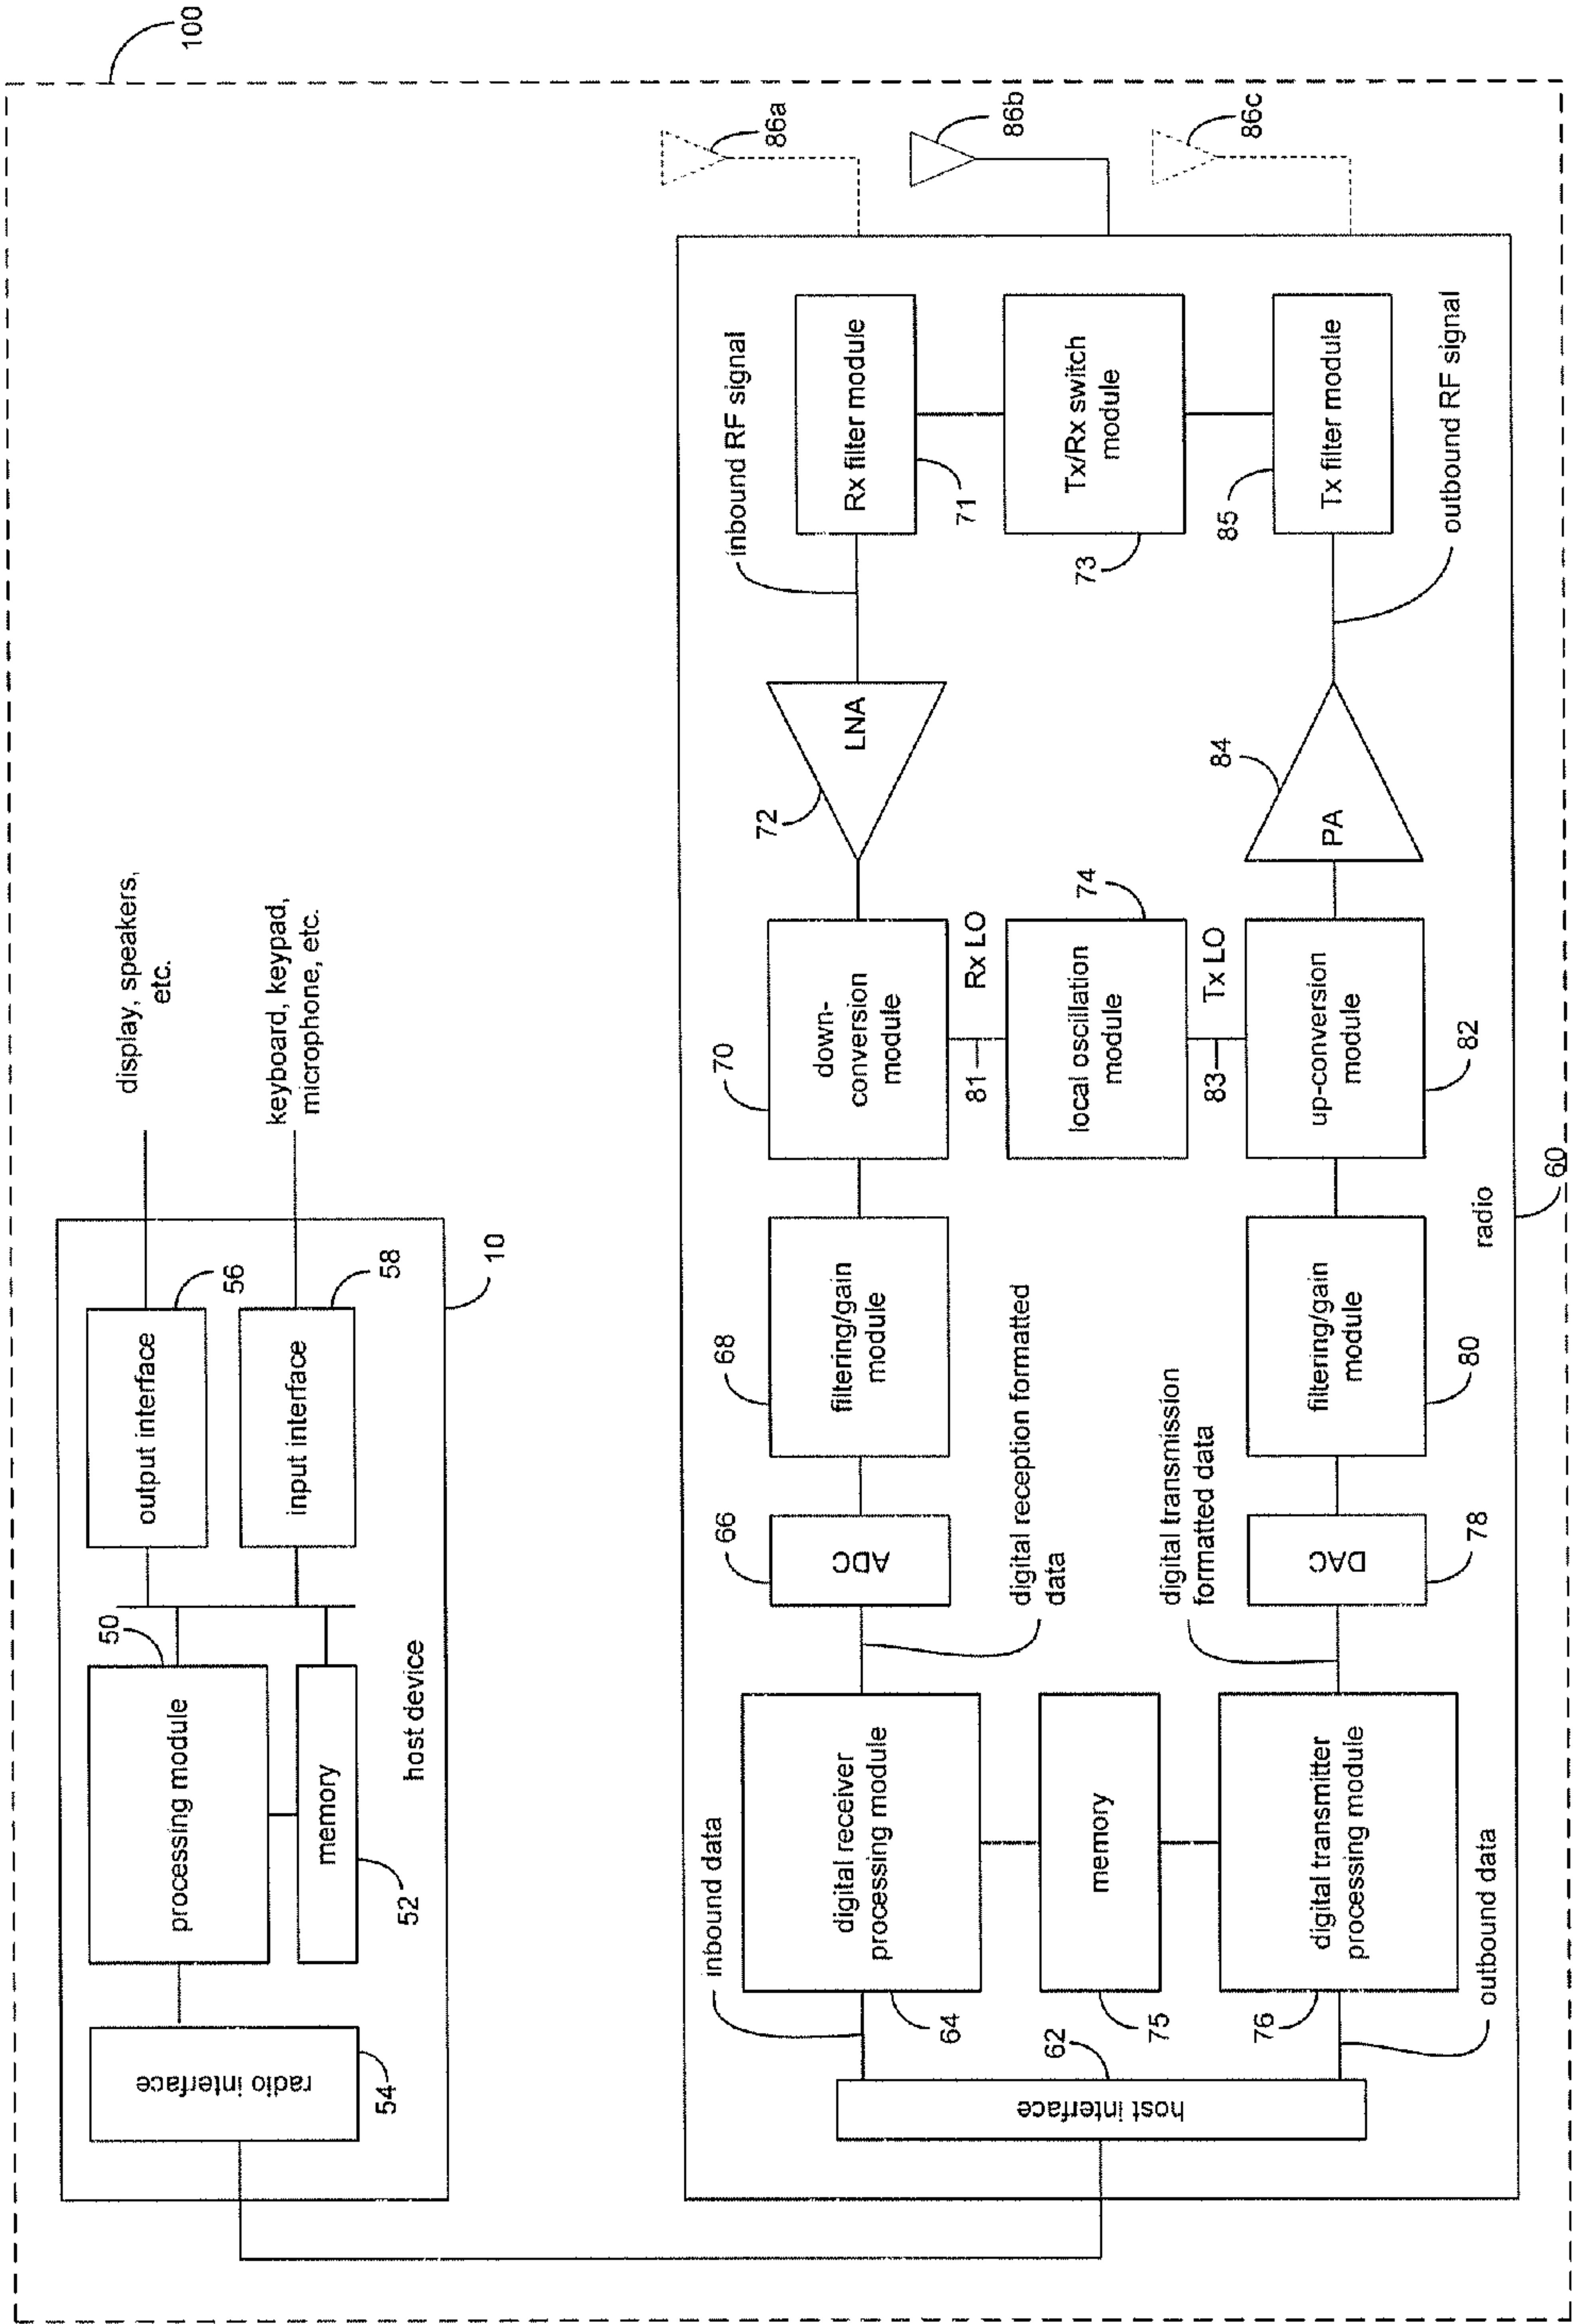 100
display, speakers,
etc.
keyboard, keypad,
microphone, etc.
output interface
56
input interface
58
10
50
processing module
memory
52
host device
radio interface
54
86a
86b
86c
inbound RF signal
Rx filter module
71
Tx/Rx switch
module
73
Tx filter module
85
outbound RF signal
LNA
72
PA
84
down-
conversion
module
70
Rx LO
81
local oscillation
module
74
Tx LO
83
up-conversion
module
82
filtering/gain
module
68
filtering/gain
module
80
radio
60
ADC
66
digital reception formatted
data
digital transmission
formatted data
DAC
78
digital receiver
processing module
64
inbound data
memory
75
digital transmitter
processing module
76
outbound data
62
host interface